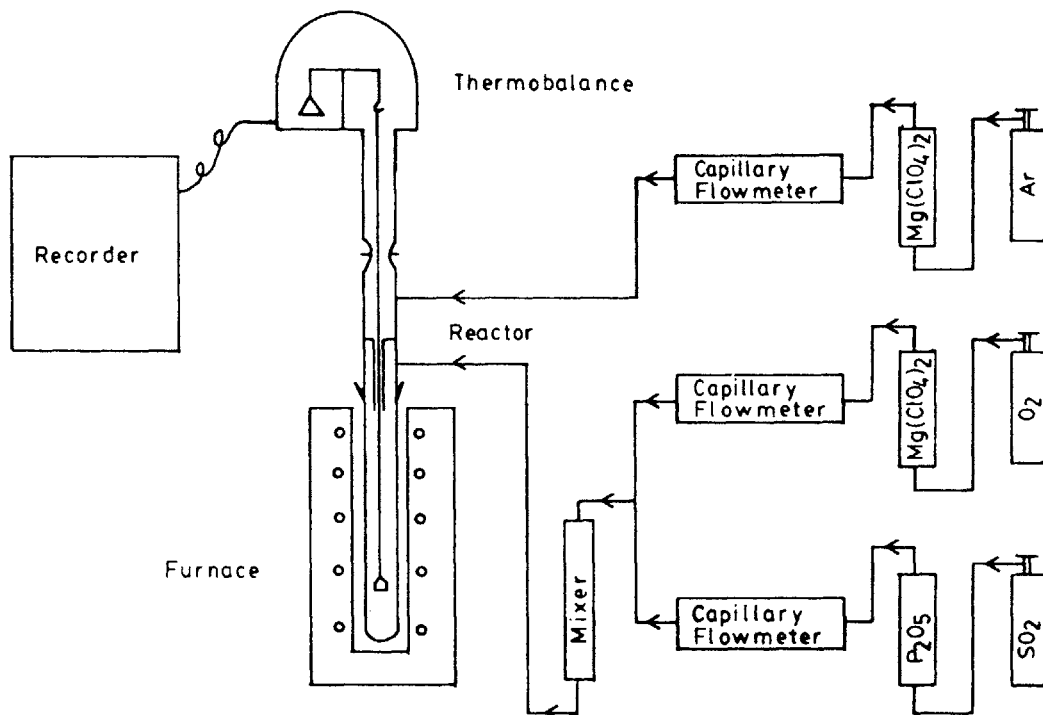 Thermobalance
Recorder
Capillary
Flowmeter
Mg(ClO4)2
Ar
Reactor
Capillary
Flowmeter
Mg(ClO4)2
O2
Furnace
Mixer
Capillary
Flowmeter
P2O5
SO2